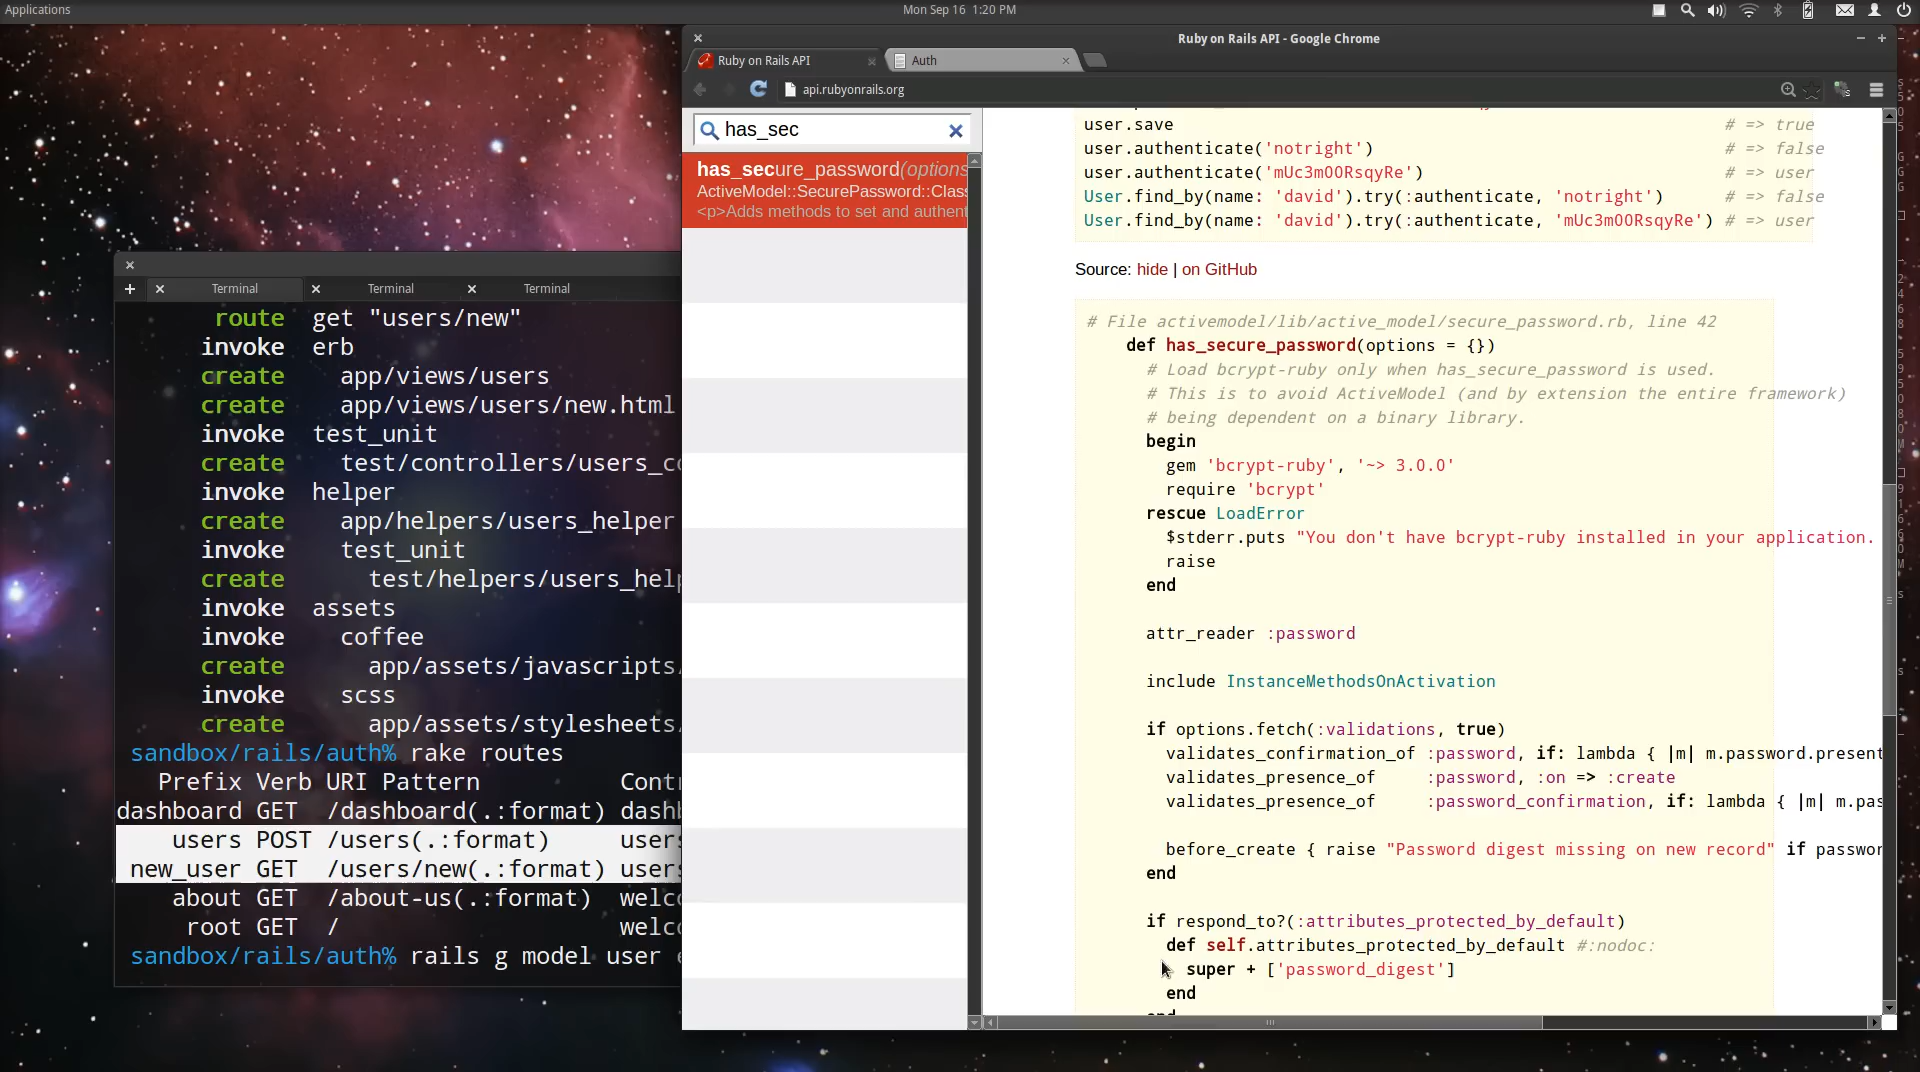 Applications
Mon Sep 16 1:20 PM
Ruby on Rails API - Google Chrome
Ruby on Rails API
Auth
api.rubyonrails.org
has_sec
has_secure_password(options
ActiveModel::SecurePassword::Class
<p>Adds methods to set and authent
user.save # => true
user.authenticate('notright') # => false
user.authenticate('mUc3m00RsqyRe') # => user
User.find_by(name: 'david').try(:authenticate, 'notright') # => false
User.find_by(name: 'david').try(:authenticate, 'mUc3m00RsqyRe') # => user
Source: hide | on GitHub
# File activemodel/lib/active_model/secure_password.rb, line 42
def has_secure_password(options = {})
# Load bcrypt-ruby only when has_secure_password is used.
# This is to avoid ActiveModel (and by extension the entire framework)
# being dependent on a binary library.
begin
gem 'bcrypt-ruby', '~> 3.0.0'
require 'bcrypt'
rescue LoadError
$stderr.puts "You don't have bcrypt-ruby installed in your application.
raise
end
attr_reader :password
include InstanceMethodsOnActivation
if options.fetch(:validations, true)
validates_confirmation_of :password, if: lambda { |m| m.password.present
validates_presence_of :password, :on => :create
validates_presence_of :password_confirmation, if: lambda { |m| m.pas
before_create { raise "Password digest missing on new record" if passwor
end
if respond_to?(:attributes_protected_by_default)
def self.attributes_protected_by_default #:nodoc:
super + ['password_digest']
end
Terminal
Terminal
Terminal
route get "users/new"
invoke erb
create app/views/users
create app/views/users/new.html
invoke test_unit
create test/controllers/users_co
invoke helper
create app/helpers/users_helper
invoke test_unit
create test/helpers/users_help
invoke assets
invoke coffee
create app/assets/javascripts/
invoke scss
create app/assets/stylesheets/
sandbox/rails/auth% rake routes
Prefix Verb URI Pattern Contr
dashboard GET /dashboard(.:format) dashb
users POST /users(.:format) users
new_user GET /users/new(.:format) users
about GET /about-us(.:format) welco
root GET / welco
sandbox/rails/auth% rails g model user e